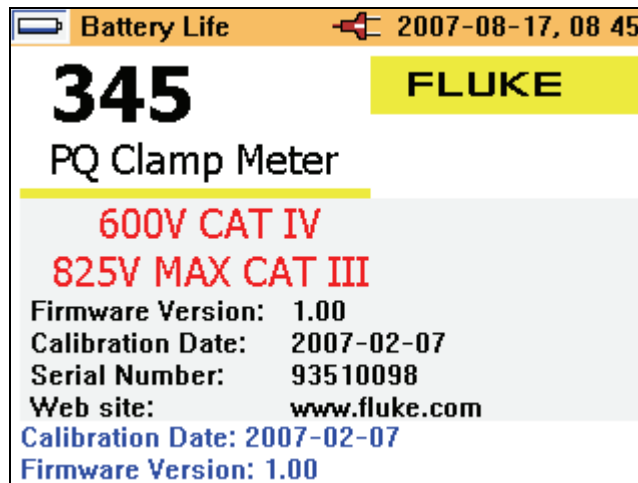 Battery Life 2007-08-17, 08 45
345
FLUKE
PQ Clamp Meter
600V CAT IV
825V MAX CAT III
Firmware Version: 1.00
Calibration Date: 2007-02-07
Serial Number: 93510098
Web site: www.fluke.com
Calibration Date: 2007-02-07
Firmware Version: 1.00